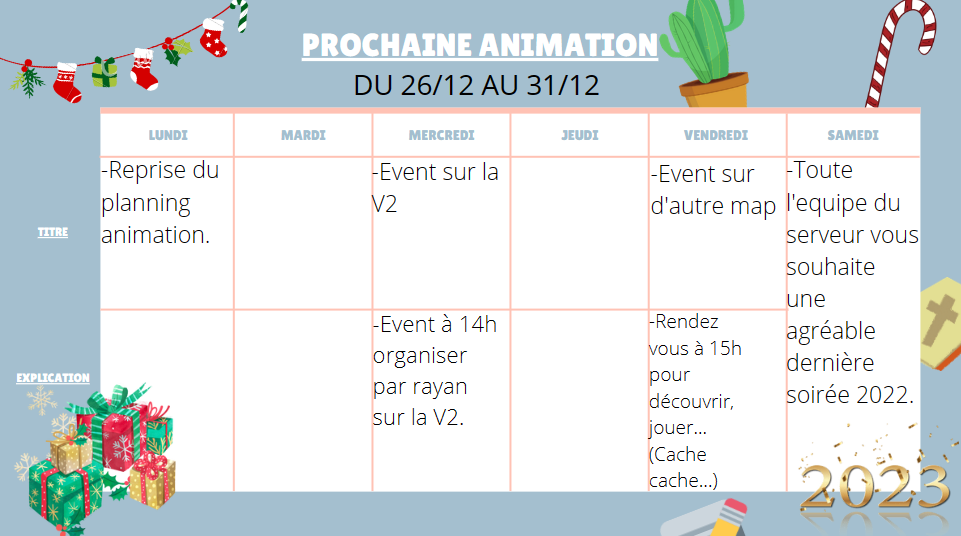 PROCHAINE ANIMATION
DU 26/12 AU 31/12
LUNDI
MARDI
MERCREDI
JEUDI
VENDREDI
SAMEDI
TITRE
-Reprise du
planning
animation.
-Event sur la
V2
-Event sur
d'autre map
-Toute
l'equipe du
serveur vous
souhaite
une
agréable
dernière
soirée 2022.
EXPLICATION
-Event à 14h
organiser
par rayan
sur la V2.
-Rendez
vous à 15h
pour
découvrir,
jouer...
(Cache
cache...)
2023